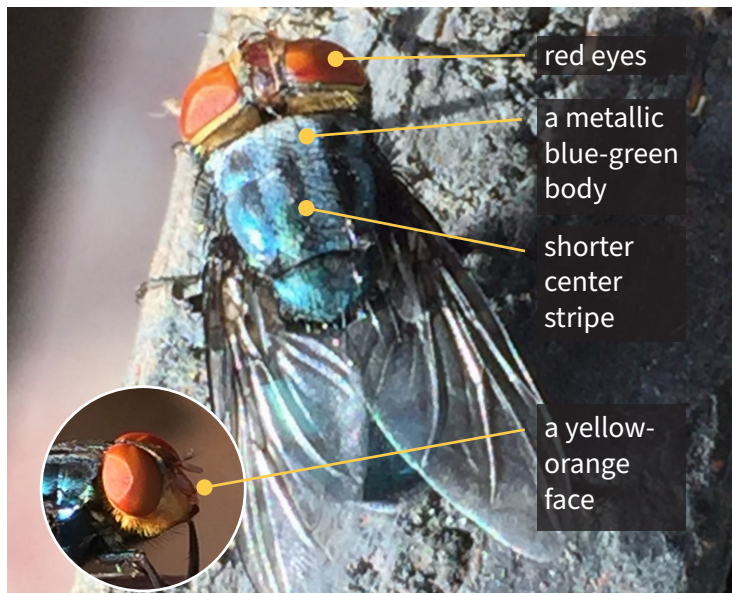 red eyes
a metallic
blue-green
body
shorter
center
stripe
a yellow-
orange
face